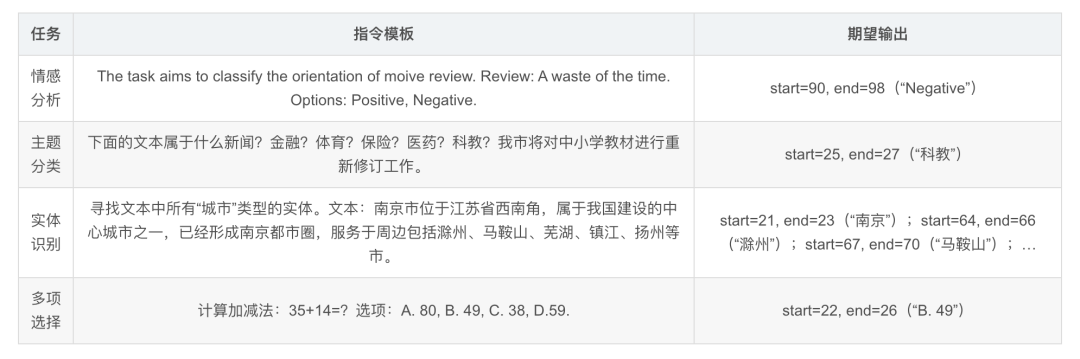 任务 指令模板 期望输出
情感
分析
The task aims to classify the orientation of moive review. Review: A waste of the time.
Options: Positive, Negative.
start=90, end=98（“Negative”）
主题
分类
下面的文本属于什么新闻？金融？体育？保险？医药？科教？我市将对中小学教材进行重
新修订工作。
start=25, end=27（“科教”）
实体
识别
寻找文本中所有“城市”类型的实体。文本：南京市位于江苏省西南角，属于我国建设的中
心城市之一，已经形成南京都市圈，服务于周边包括滁州、马鞍山、芜湖、镇江、扬州等
市。
start=21, end=23（“南京”）；start=64, end=66
（“滁州”）；start=67, end=70（“马鞍山”）；…
多项
选择
计算加减法：35+14=？选项：A. 80, B. 49, C. 38, D.59.
start=22, end=26（“B. 49”）